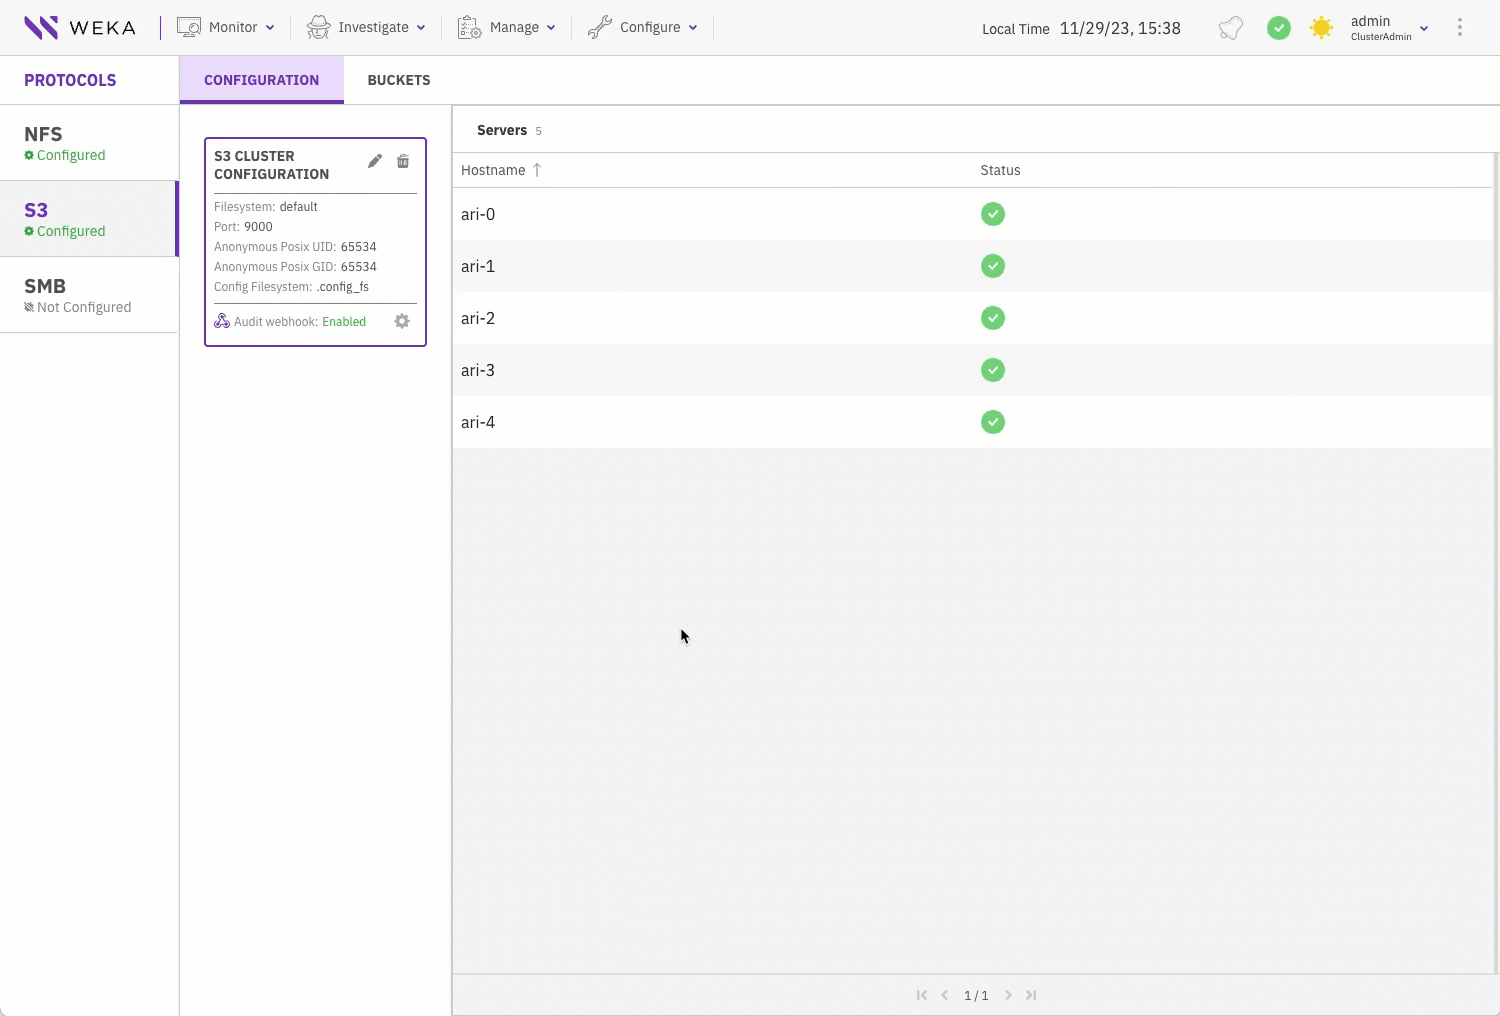 WEKA
Monitor
Investigate
Manage
Configure
Local Time 11/29/23, 15:38
admin
ClusterAdmin
PROTOCOLS
CONFIGURATION
BUCKETS
NFS
Configured
S3
Configured
SMB
Not Configured
S3 CLUSTER
CONFIGURATION
Filesystem: default
Port: 9000
Anonymous Posix UID: 65534
Anonymous Posix GID: 65534
Config Filesystem: .config_fs
Audit webhook: Enabled
Servers 5
Hostname ↑ Status
ari-0
ari-1
ari-2
ari-3
ari-4
1 / 1